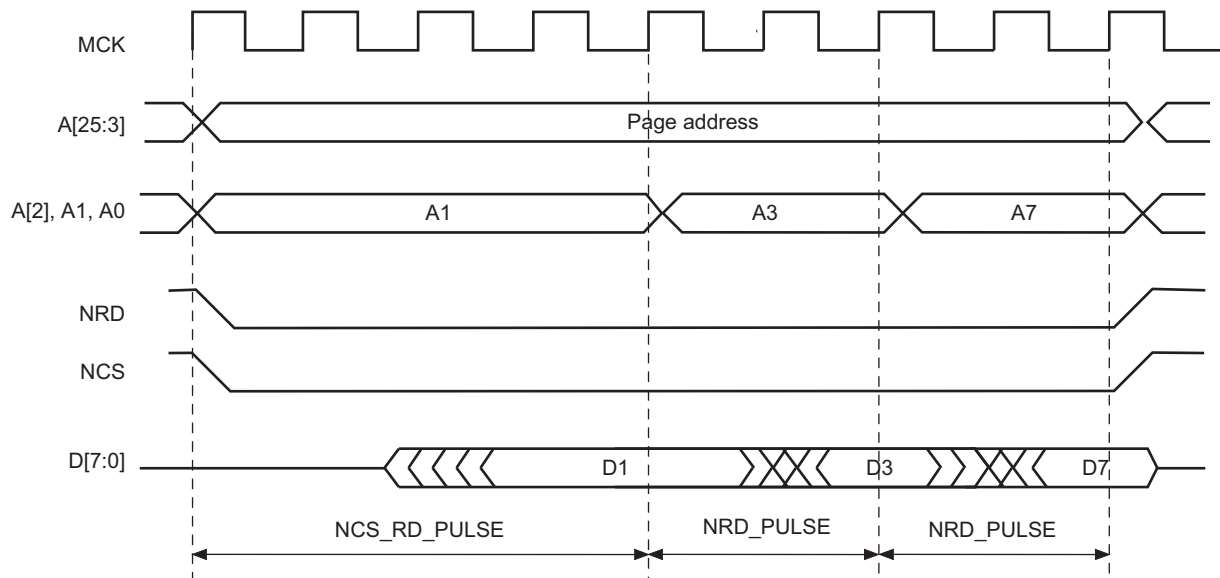 MCK
A[25:3]
Page address
A[2], A1, A0
A1
A3
A7
NRD
NCS
D[7:0]
D1
D3
D7
NCS_RD_PULSE
NRD_PULSE
NRD_PULSE